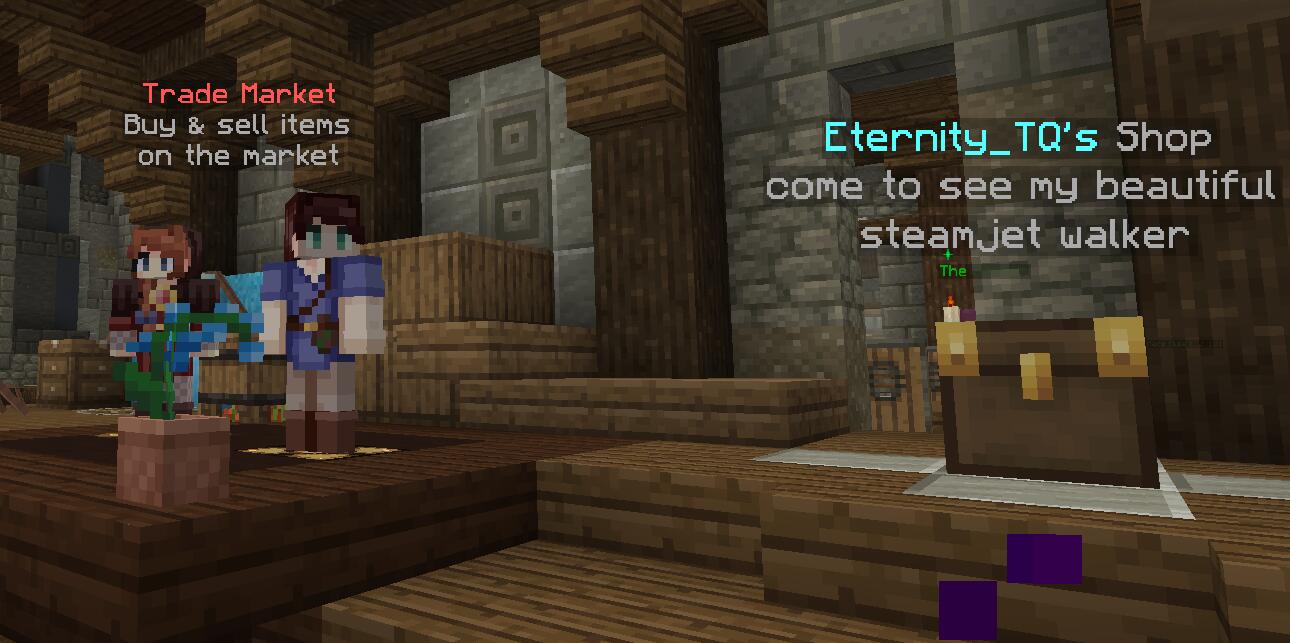 Trade Market
Buy & sell items
on the market
Eternity_TQ's Shop
come to see my beautiful
steamjet walker
The